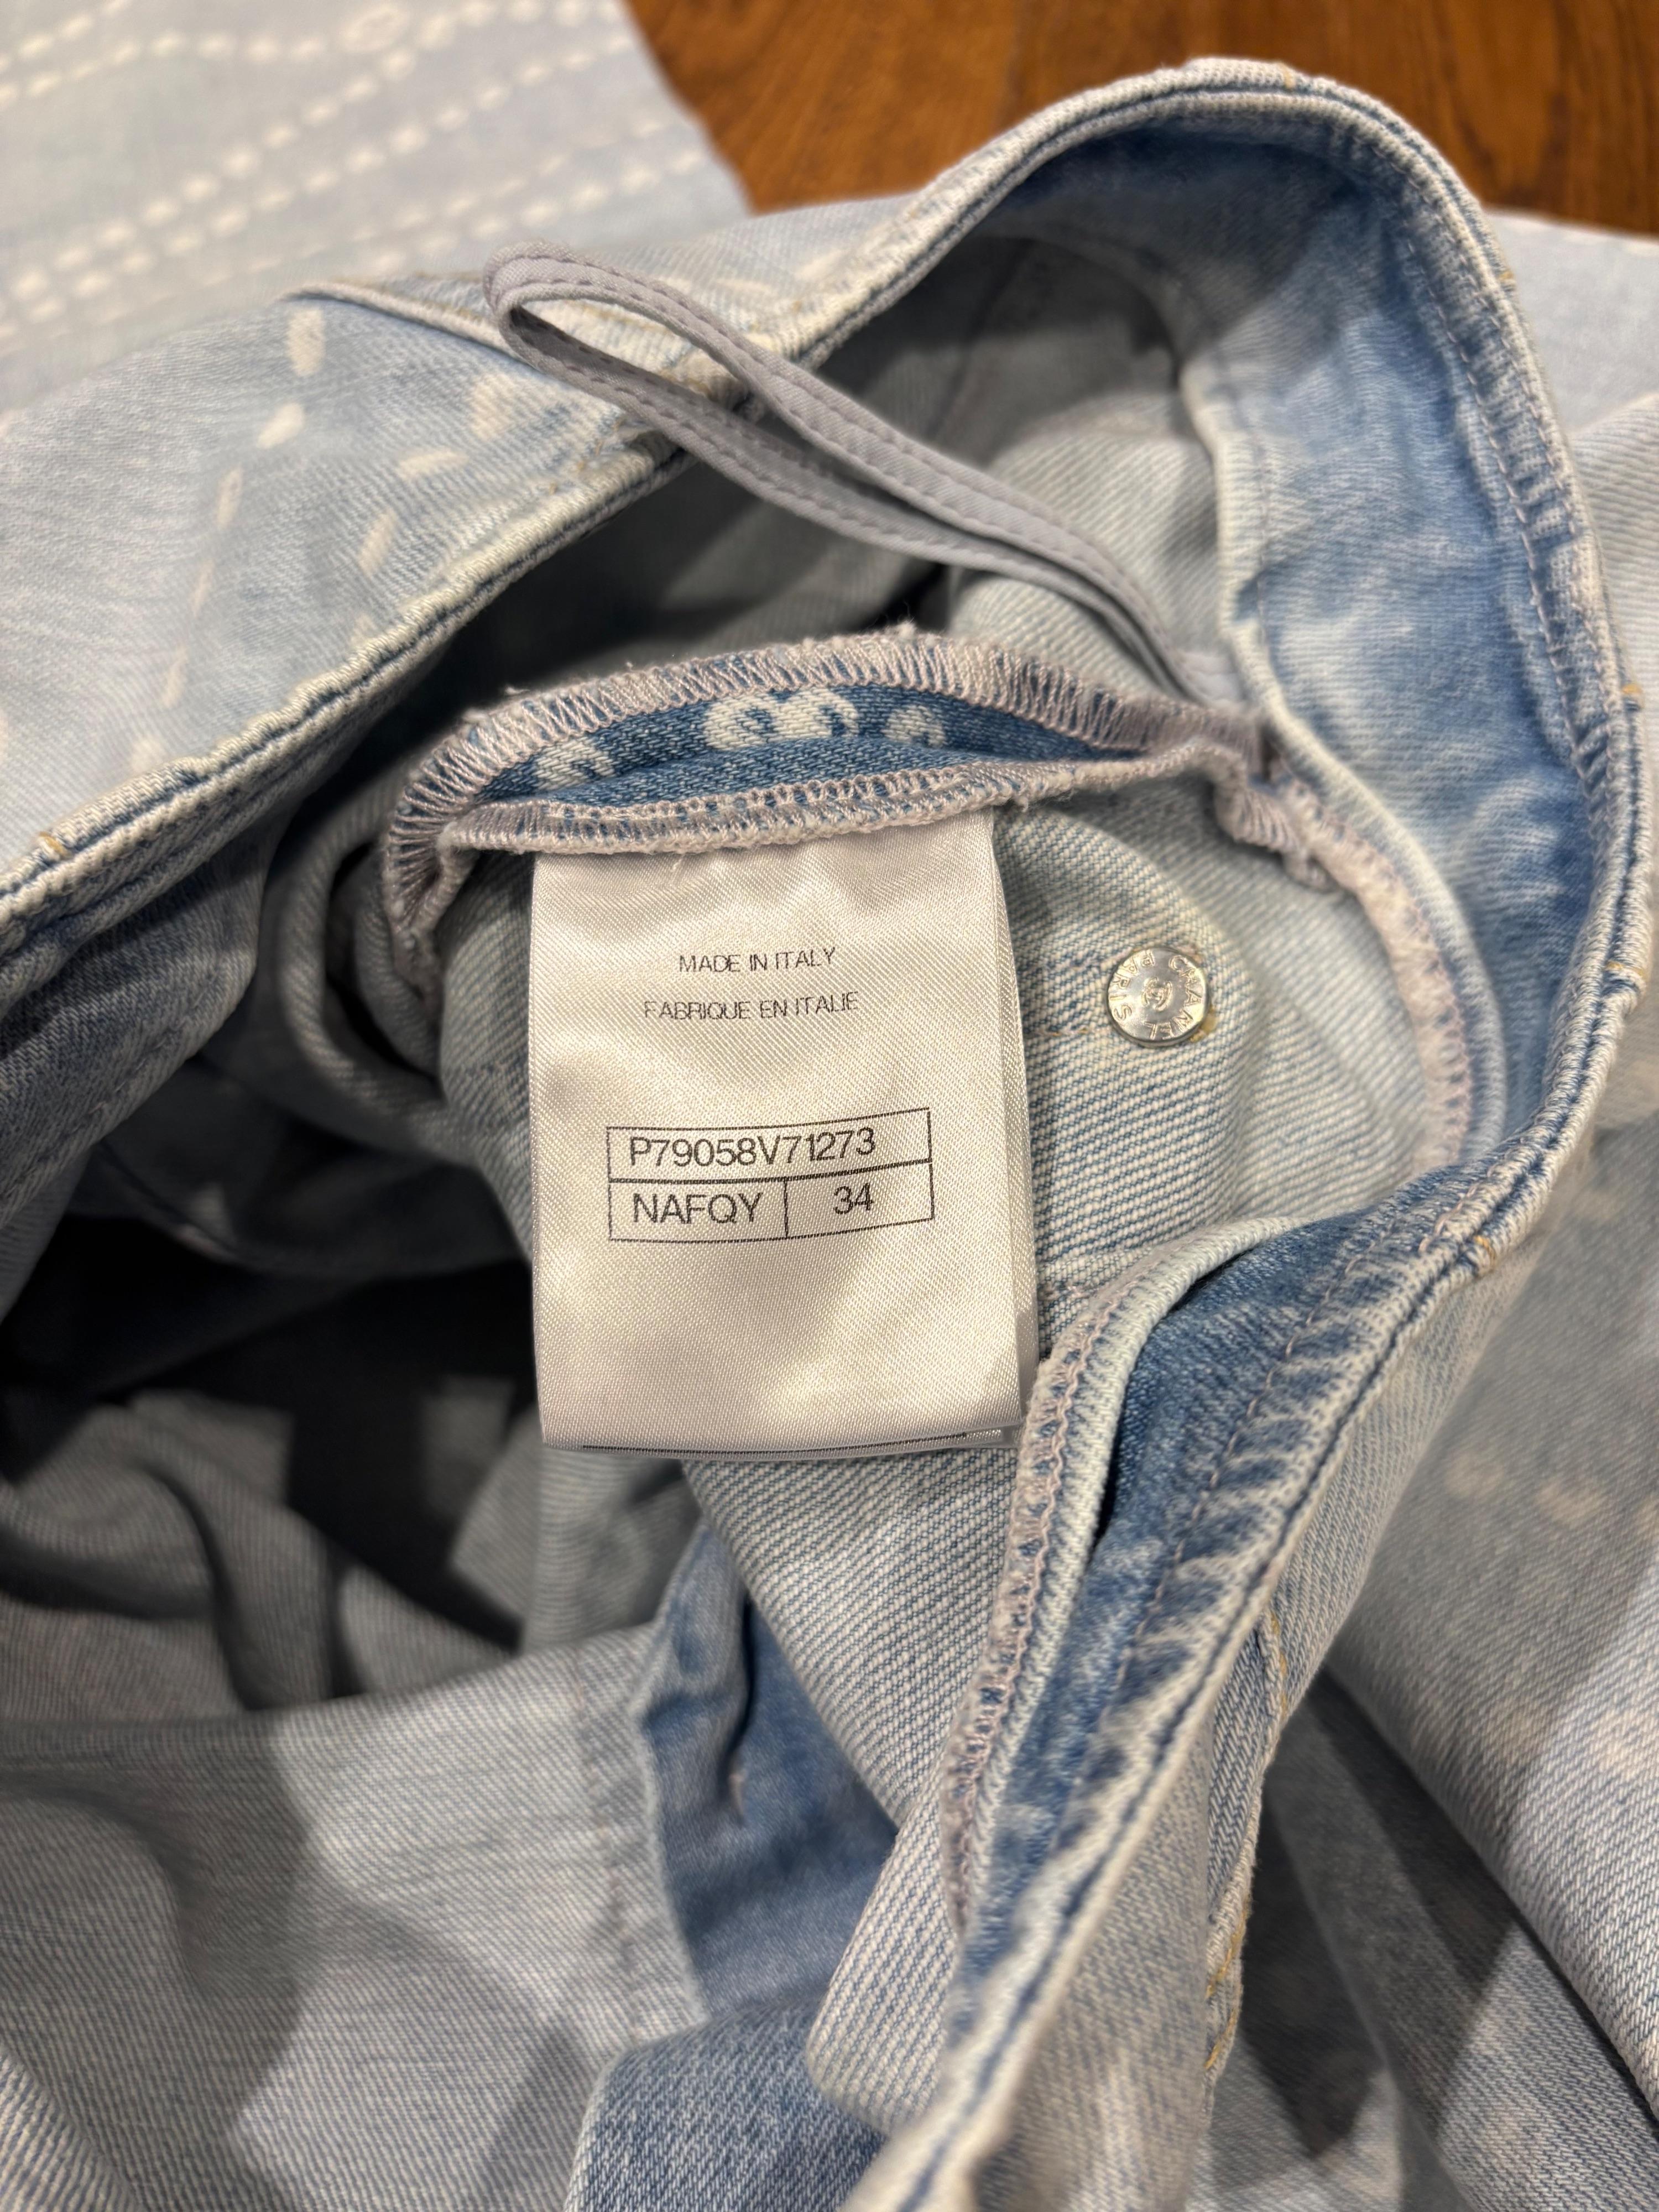 MADE IN ITALY
FABRIQUE EN ITALIE
P79058V71273
NAFQY 34
CHANEL PARIS